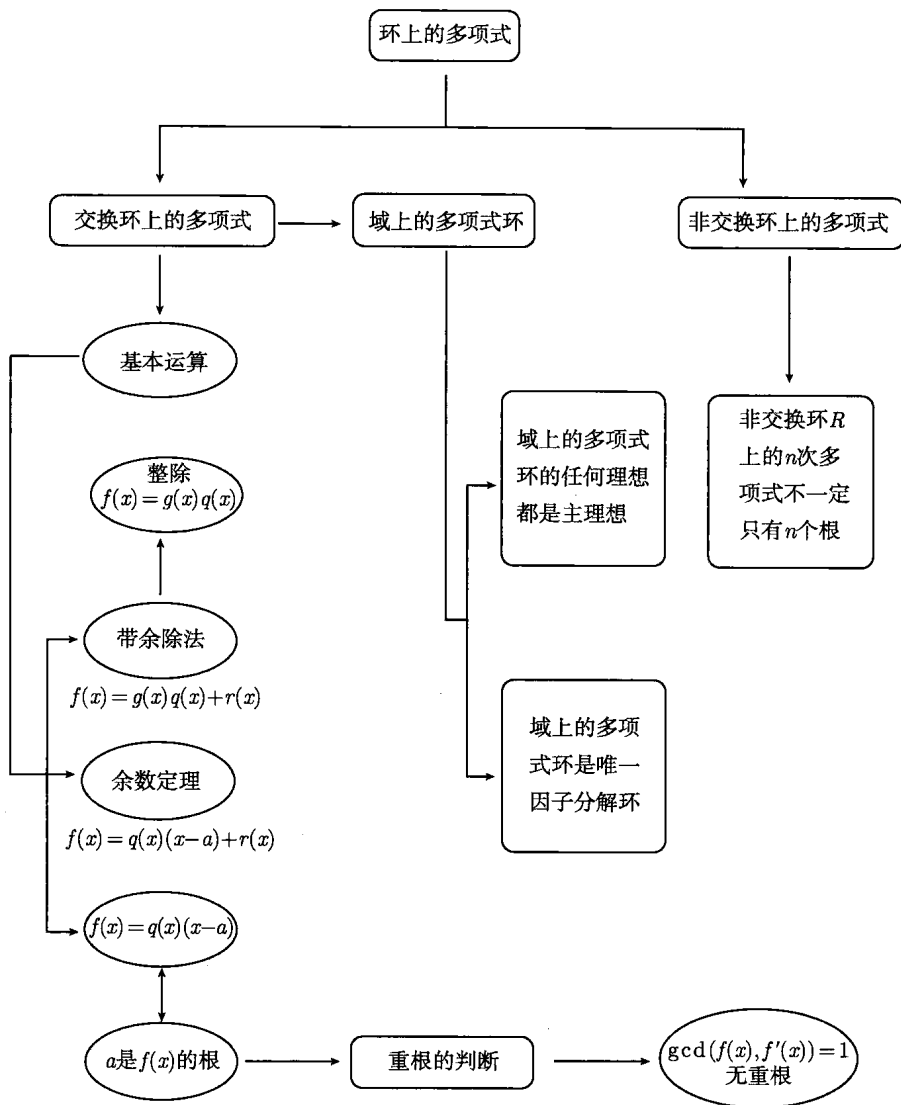 环上的多项式
交换环上的多项式
域上的多项式环
非交换环上的多项式
基本运算
整除
f(x)=g(x)q(x)
带余除法
f(x)=g(x)q(x)+r(x)
余数定理
f(x)=q(x)(x-a)+r(x)
f(x)=q(x)(x-a)
a是f(x)的根
重根的判断
gcd(f(x),f′(x))=1
无重根
域上的多项式
环的任何理想
都是主理想
域上的多项
式环是唯一
因子分解环
非交换环R
上的n次多
项式不一定
只有n个根